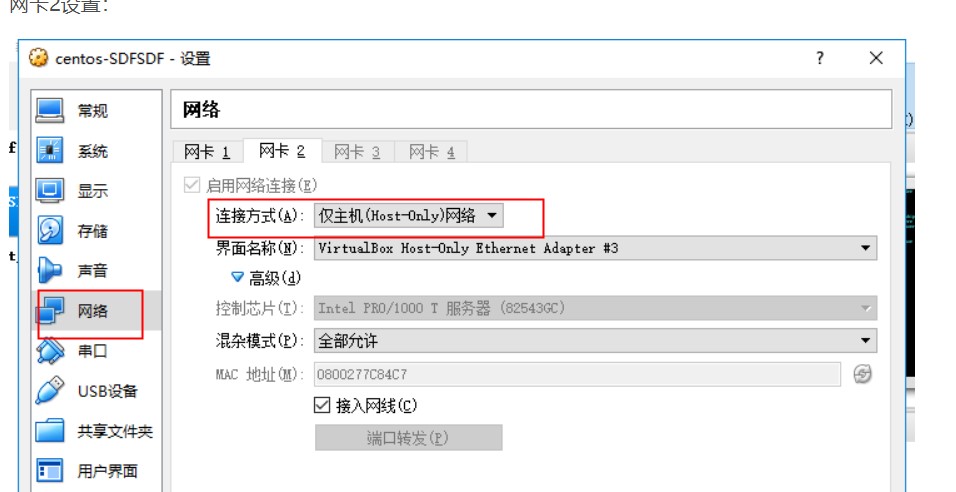 网卡2设置:
centos-SDFSDF - 设置 ?
常规
系统
显示
存储
声音
网络
串口
USB设备
共享文件夹
用户界面
网络
网卡 1 网卡 2 网卡 3 网卡 4
启用网络连接(E)
连接方式(A): 仅主机(Host-Only)网络
界面名称(N): VirtualBox Host-Only Ethernet Adapter #3
高级(d)
控制芯片(T): Intel PRO/1000 T 服务器 (82543GC)
混杂模式(P): 全部允许
MAC 地址(M): 0800277C84C7
接入网线(C)
端口转发(P)